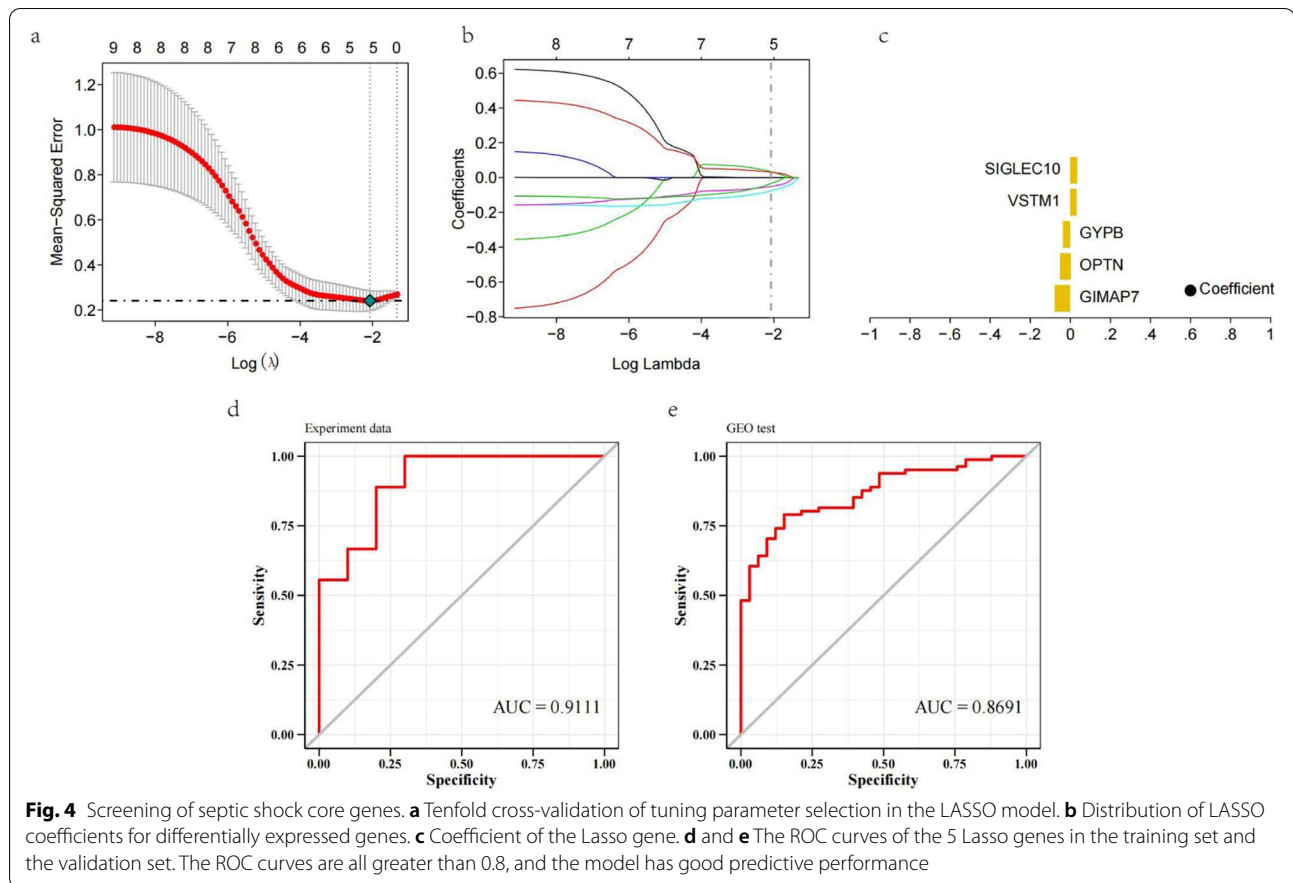 a
9 8 8 8 8 7 8 6 6 6 5 5 0
Mean-Squared Error
1.2
1.0
0.8
0.6
0.4
0.2
-8 -6 -4 -2
Log (λ)
b
8 7 7 5
Coefficients
0.6
0.4
0.2
0.0
-0.2
-0.4
-0.6
-0.8
-8 -6 -4 -2
Log Lambda
c
SIGLEC10
VSTM1
GYPB
OPTN
GIMAP7
Coefficient
-1 -0.8 -0.6 -0.4 -0.2 0 0.2 0.4 0.6 0.8 1
d
Experiment data
Sensivity
1.00
0.75
0.50
0.25
0.00
AUC = 0.9111
0.00 0.25 0.50 0.75 1.00
Specificity
e
GEO test
Sensivity
1.00
0.75
0.50
0.25
0.00
AUC = 0.8691
0.00 0.25 0.50 0.75 1.00
Specificity
Fig. 4 Screening of septic shock core genes. a Tenfold cross-validation of tuning parameter selection in the LASSO model. b Distribution of LASSO
coefficients for differentially expressed genes. c Coefficient of the Lasso gene. d and e The ROC curves of the 5 Lasso genes in the training set and
the validation set. The ROC curves are all greater than 0.8, and the model has good predictive performance